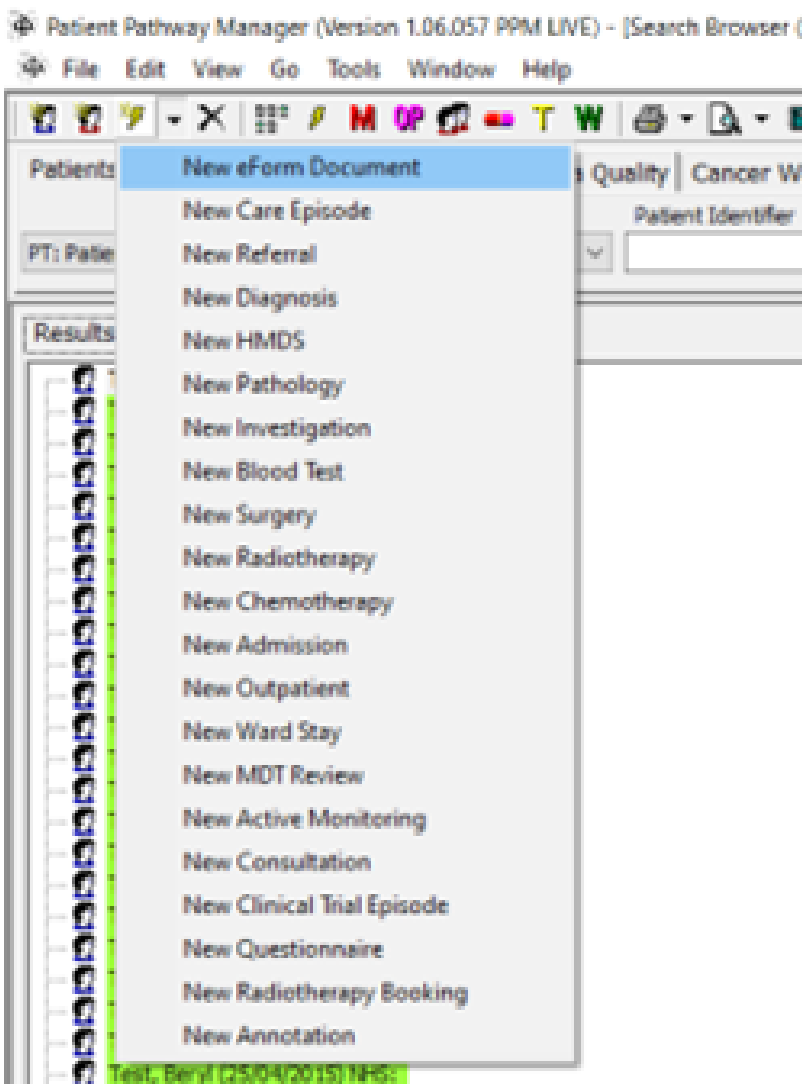 Patient Pathway Manager (Version 1.06.057 PPM LIVE) - [Search Browser (
File Edit View Go Tools Window Help
M OP T W
Patients Quality Cancer W
Patient Identifier
PT: Patie
Results
New eForm Document
New Care Episode
New Referral
New Diagnosis
New HMDS
New Pathology
New Investigation
New Blood Test
New Surgery
New Radiotherapy
New Chemotherapy
New Admission
New Outpatient
New Ward Stay
New MDT Review
New Active Monitoring
New Consultation
New Clinical Trial Episode
New Questionnaire
New Radiotherapy Booking
New Annotation
Test, Beryl (25/04/2015) NHS: